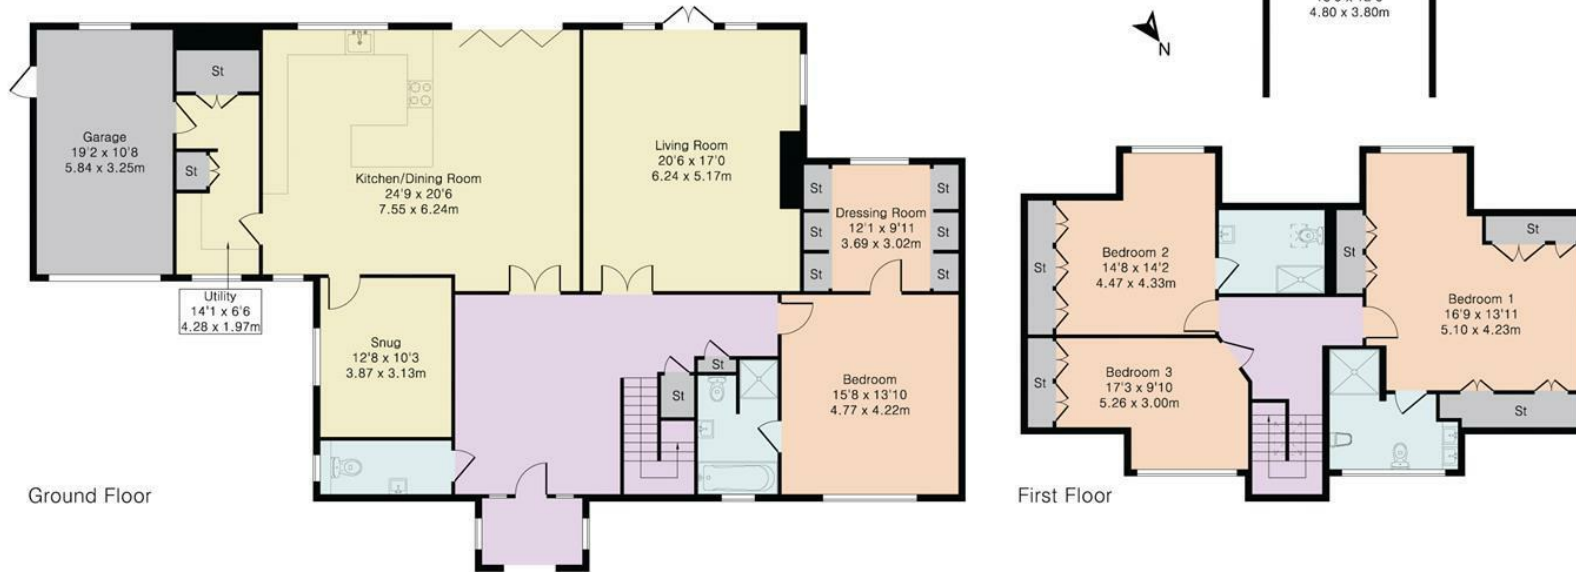 4.80 x 3.80m
N
St
Garage
19'2 x 10'8
5.84 x 3.25m
St
Kitchen/Dining Room
24'9 x 20'6
7.55 x 6.24m
Living Room
20'6 x 17'0
6.24 x 5.17m
St
St
Dressing Room
12'1 x 9'11
3.69 x 3.02m
St
St
St
St
Utility
14'1 x 6'6
4.28 x 1.97m
Snug
12'8 x 10'3
3.87 x 3.13m
St
St
Bedroom
15'8 x 13'10
4.77 x 4.22m
Ground Floor
St
Bedroom 2
14'8 x 14'2
4.47 x 4.33m
St
St
Bedroom 1
16'9 x 13'11
5.10 x 4.23m
St
Bedroom 3
17'3 x 9'10
5.26 x 3.00m
St
First Floor